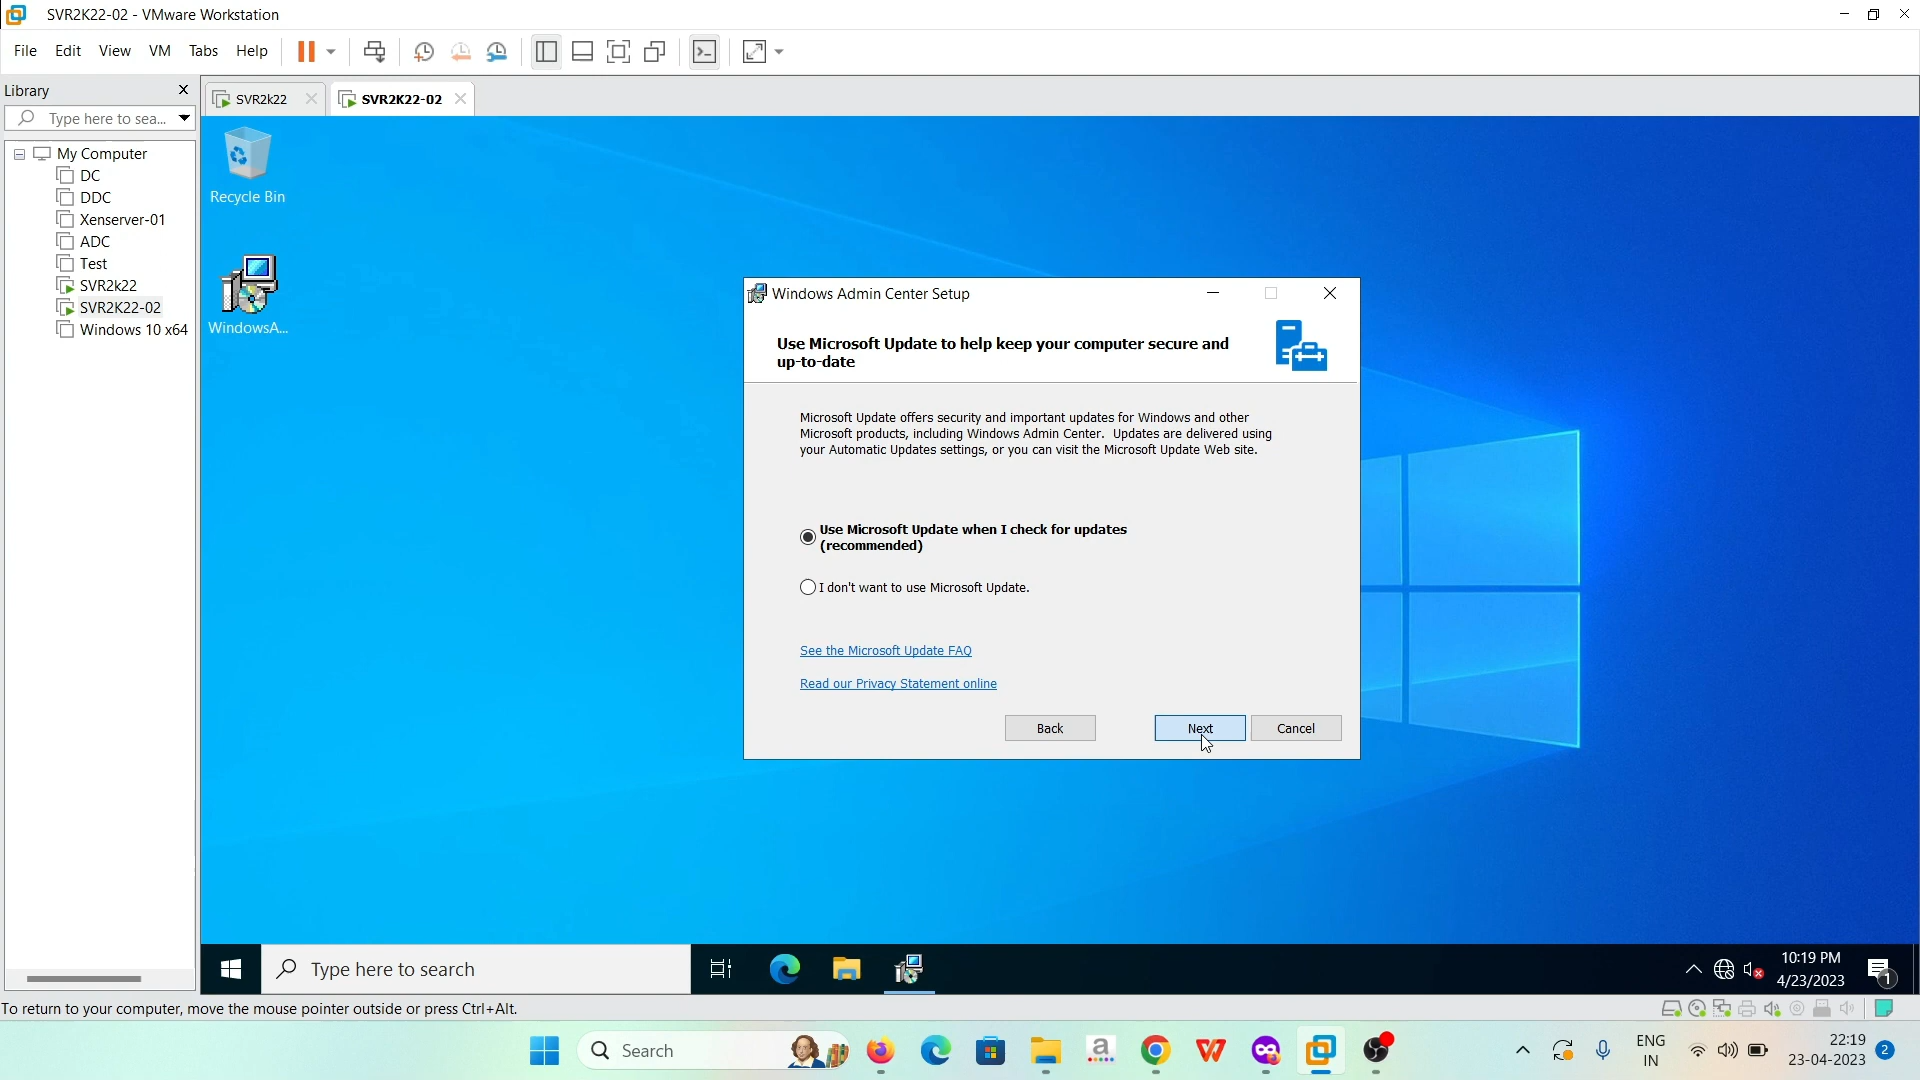 SVR2K22-02 - VMware Workstation
File Edit View VM Tabs Help
Library
Type here to sea...
My Computer
DC
DDC
Xenserver-01
ADC
Test
SVR2k22
SVR2K22-02
Windows 10 x64
SVR2k22
SVR2K22-02
Recycle Bin
WindowsA...
Windows Admin Center Setup
Use Microsoft Update to help keep your computer secure and
up-to-date
Microsoft Update offers security and important updates for Windows and other
Microsoft products, including Windows Admin Center. Updates are delivered using
your Automatic Updates settings, or you can visit the Microsoft Update Web site.
Use Microsoft Update when I check for updates
(recommended)
I don't want to use Microsoft Update.
See the Microsoft Update FAQ
Read our Privacy Statement online
Back Next Cancel
Type here to search
10:19 PM
4/23/2023
1
To return to your computer, move the mouse pointer outside or press Ctrl+Alt.
Search
a
W
ENG
IN
22:19
23-04-2023
2